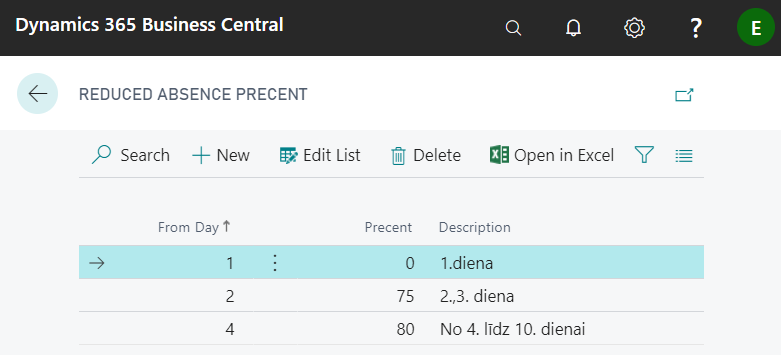 Dynamics 365 Business Central
?
E
REDUCED ABSENCE PRECENT
Search New Edit List Delete Open in Excel
From Day Precent Description
1 0 1.diena
2 75 2.,3. diena
4 80 No 4. līdz 10. dienai